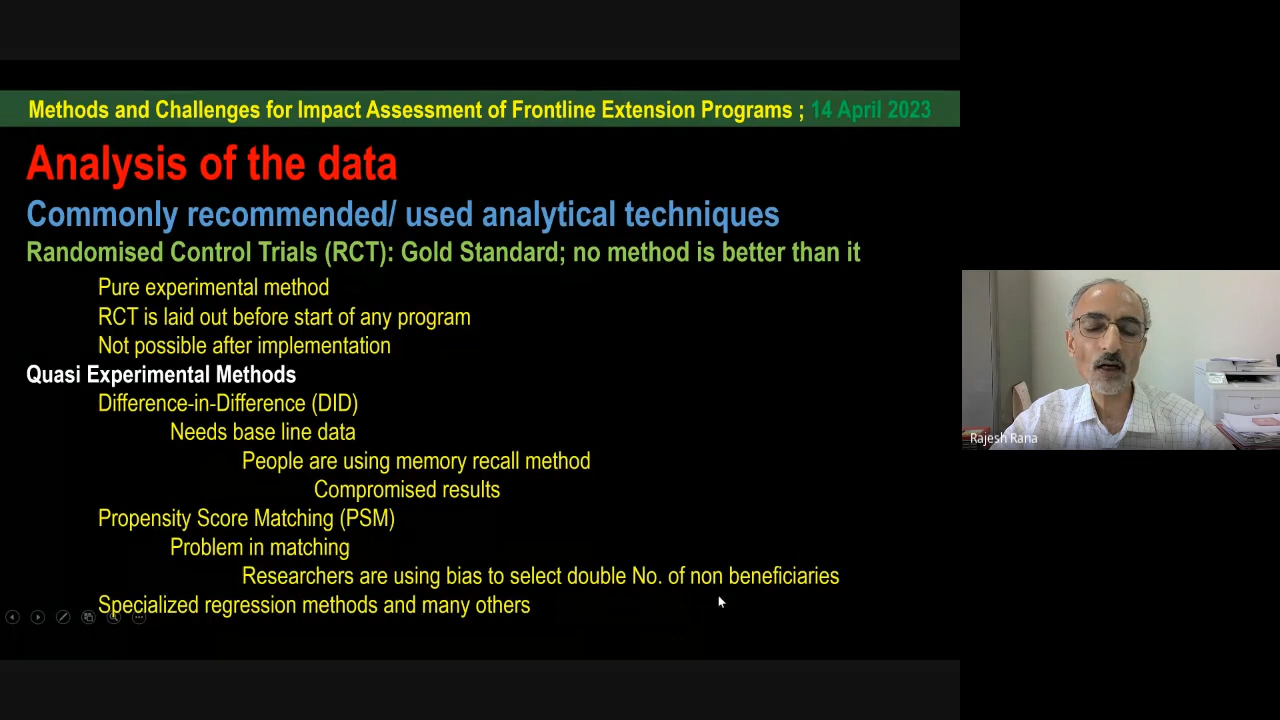 Methods and Challenges for Impact Assessment of Frontline Extension Programs ; 14 April 2023
Analysis of the data
Commonly recommended/ used analytical techniques
Randomised Control Trials (RCT): Gold Standard; no method is better than it
Pure experimental method
RCT is laid out before start of any program
Not possible after implementation
Quasi Experimental Methods
Difference-in-Difference (DID)
Needs base line data
People are using memory recall method
Compromised results
Propensity Score Matching (PSM)
Problem in matching
Researchers are using bias to select double No. of non beneficiaries
Specialized regression methods and many others
Rajesh Rana